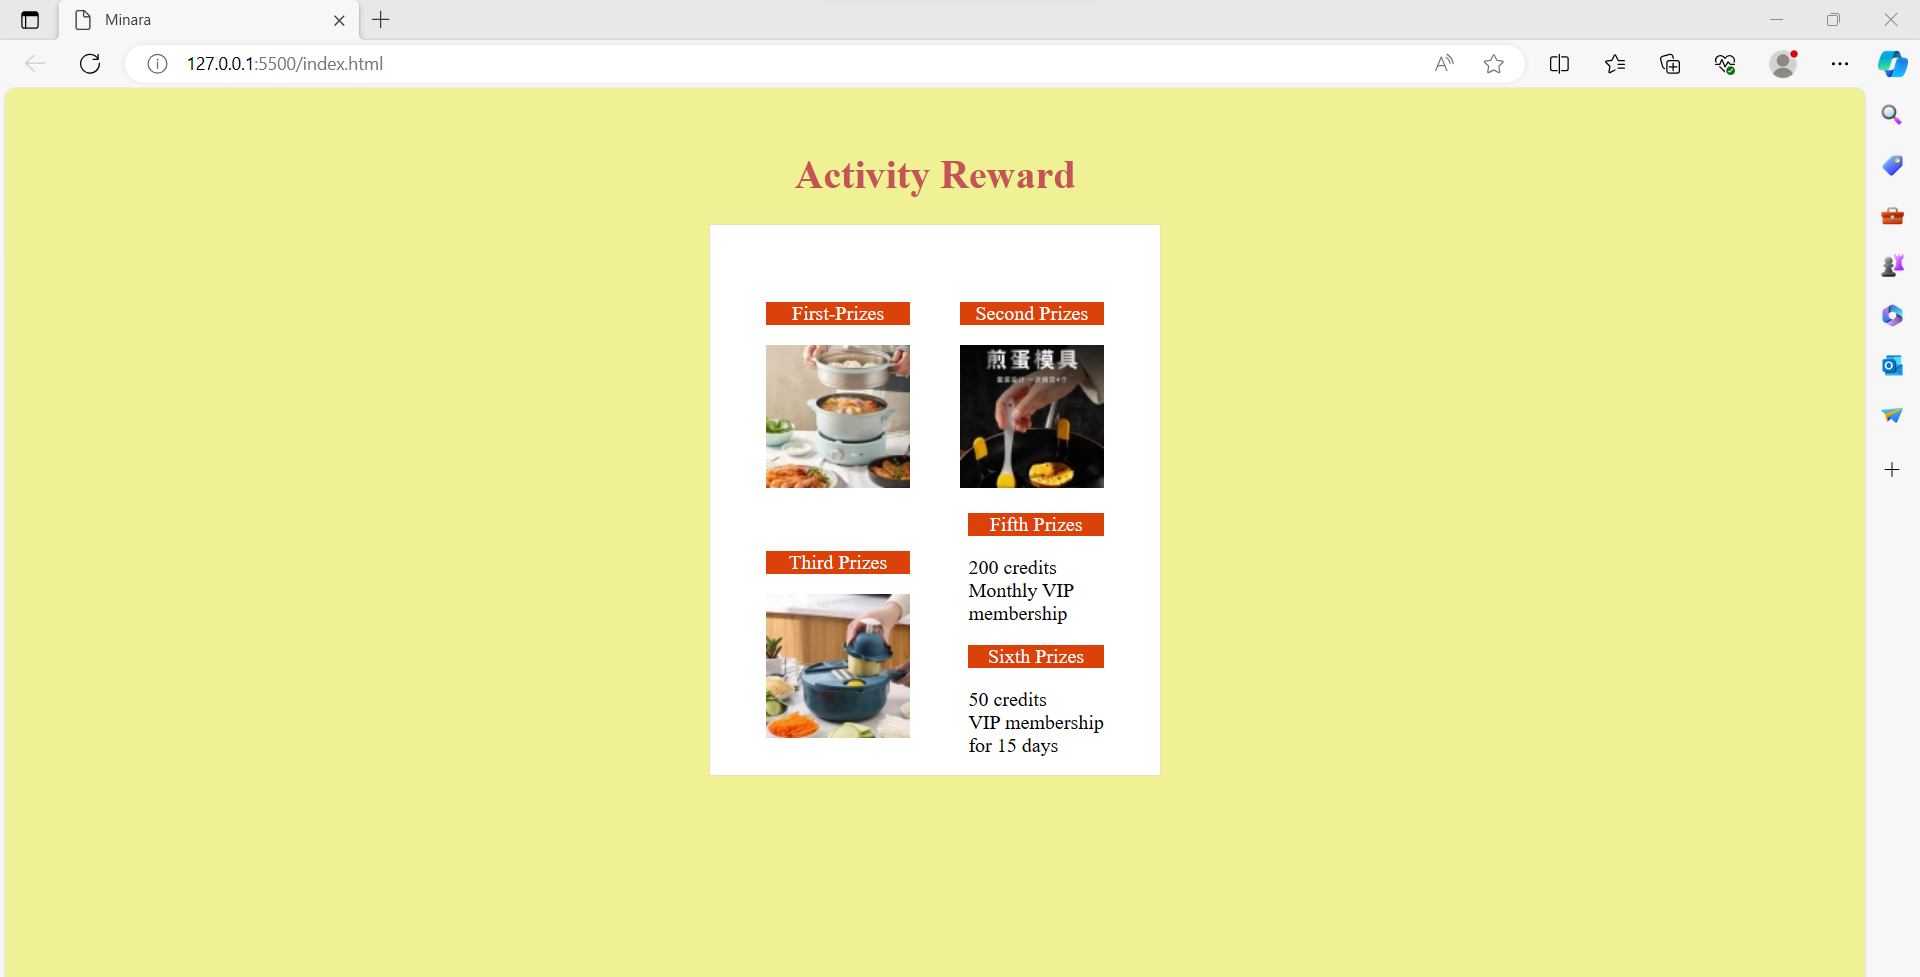 Minara
127.0.0.1:5500/index.html
Activity Reward
First-Prizes
Second Prizes
煎蛋模具
Fifth Prizes
200 credits
Monthly VIP
membership
Third Prizes
Sixth Prizes
50 credits
VIP membership
for 15 days